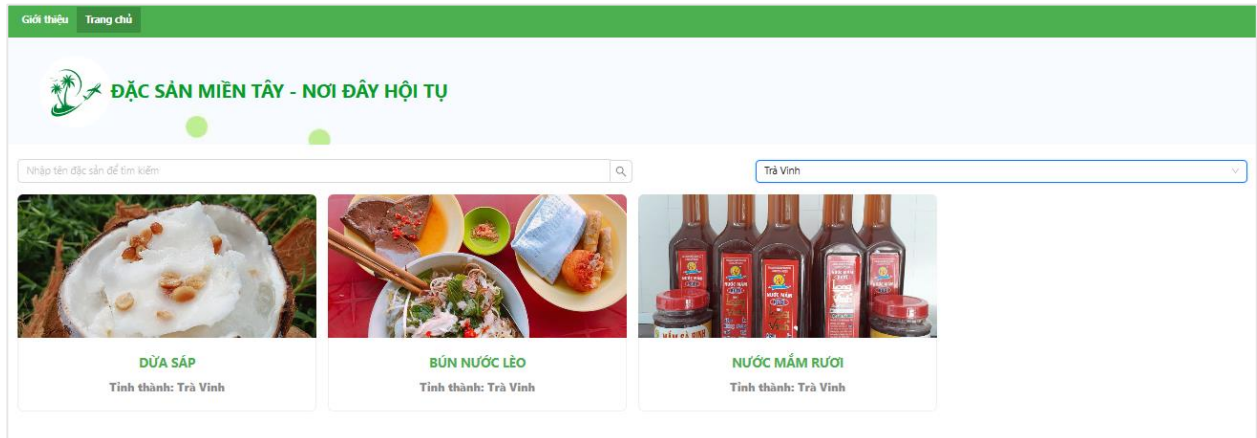 Giới thiệu Trang chủ
ĐẶC SẢN MIỀN TÂY - NƠI ĐÂY HỘI TỤ
Nhập tên đặc sản để tìm kiếm
Trà Vinh
DỪA SÁP
Tỉnh thành: Trà Vinh
BÚN NƯỚC LÈO
Tỉnh thành: Trà Vinh
NƯỚC MẮM RƯƠI
Tỉnh thành: Trà Vinh